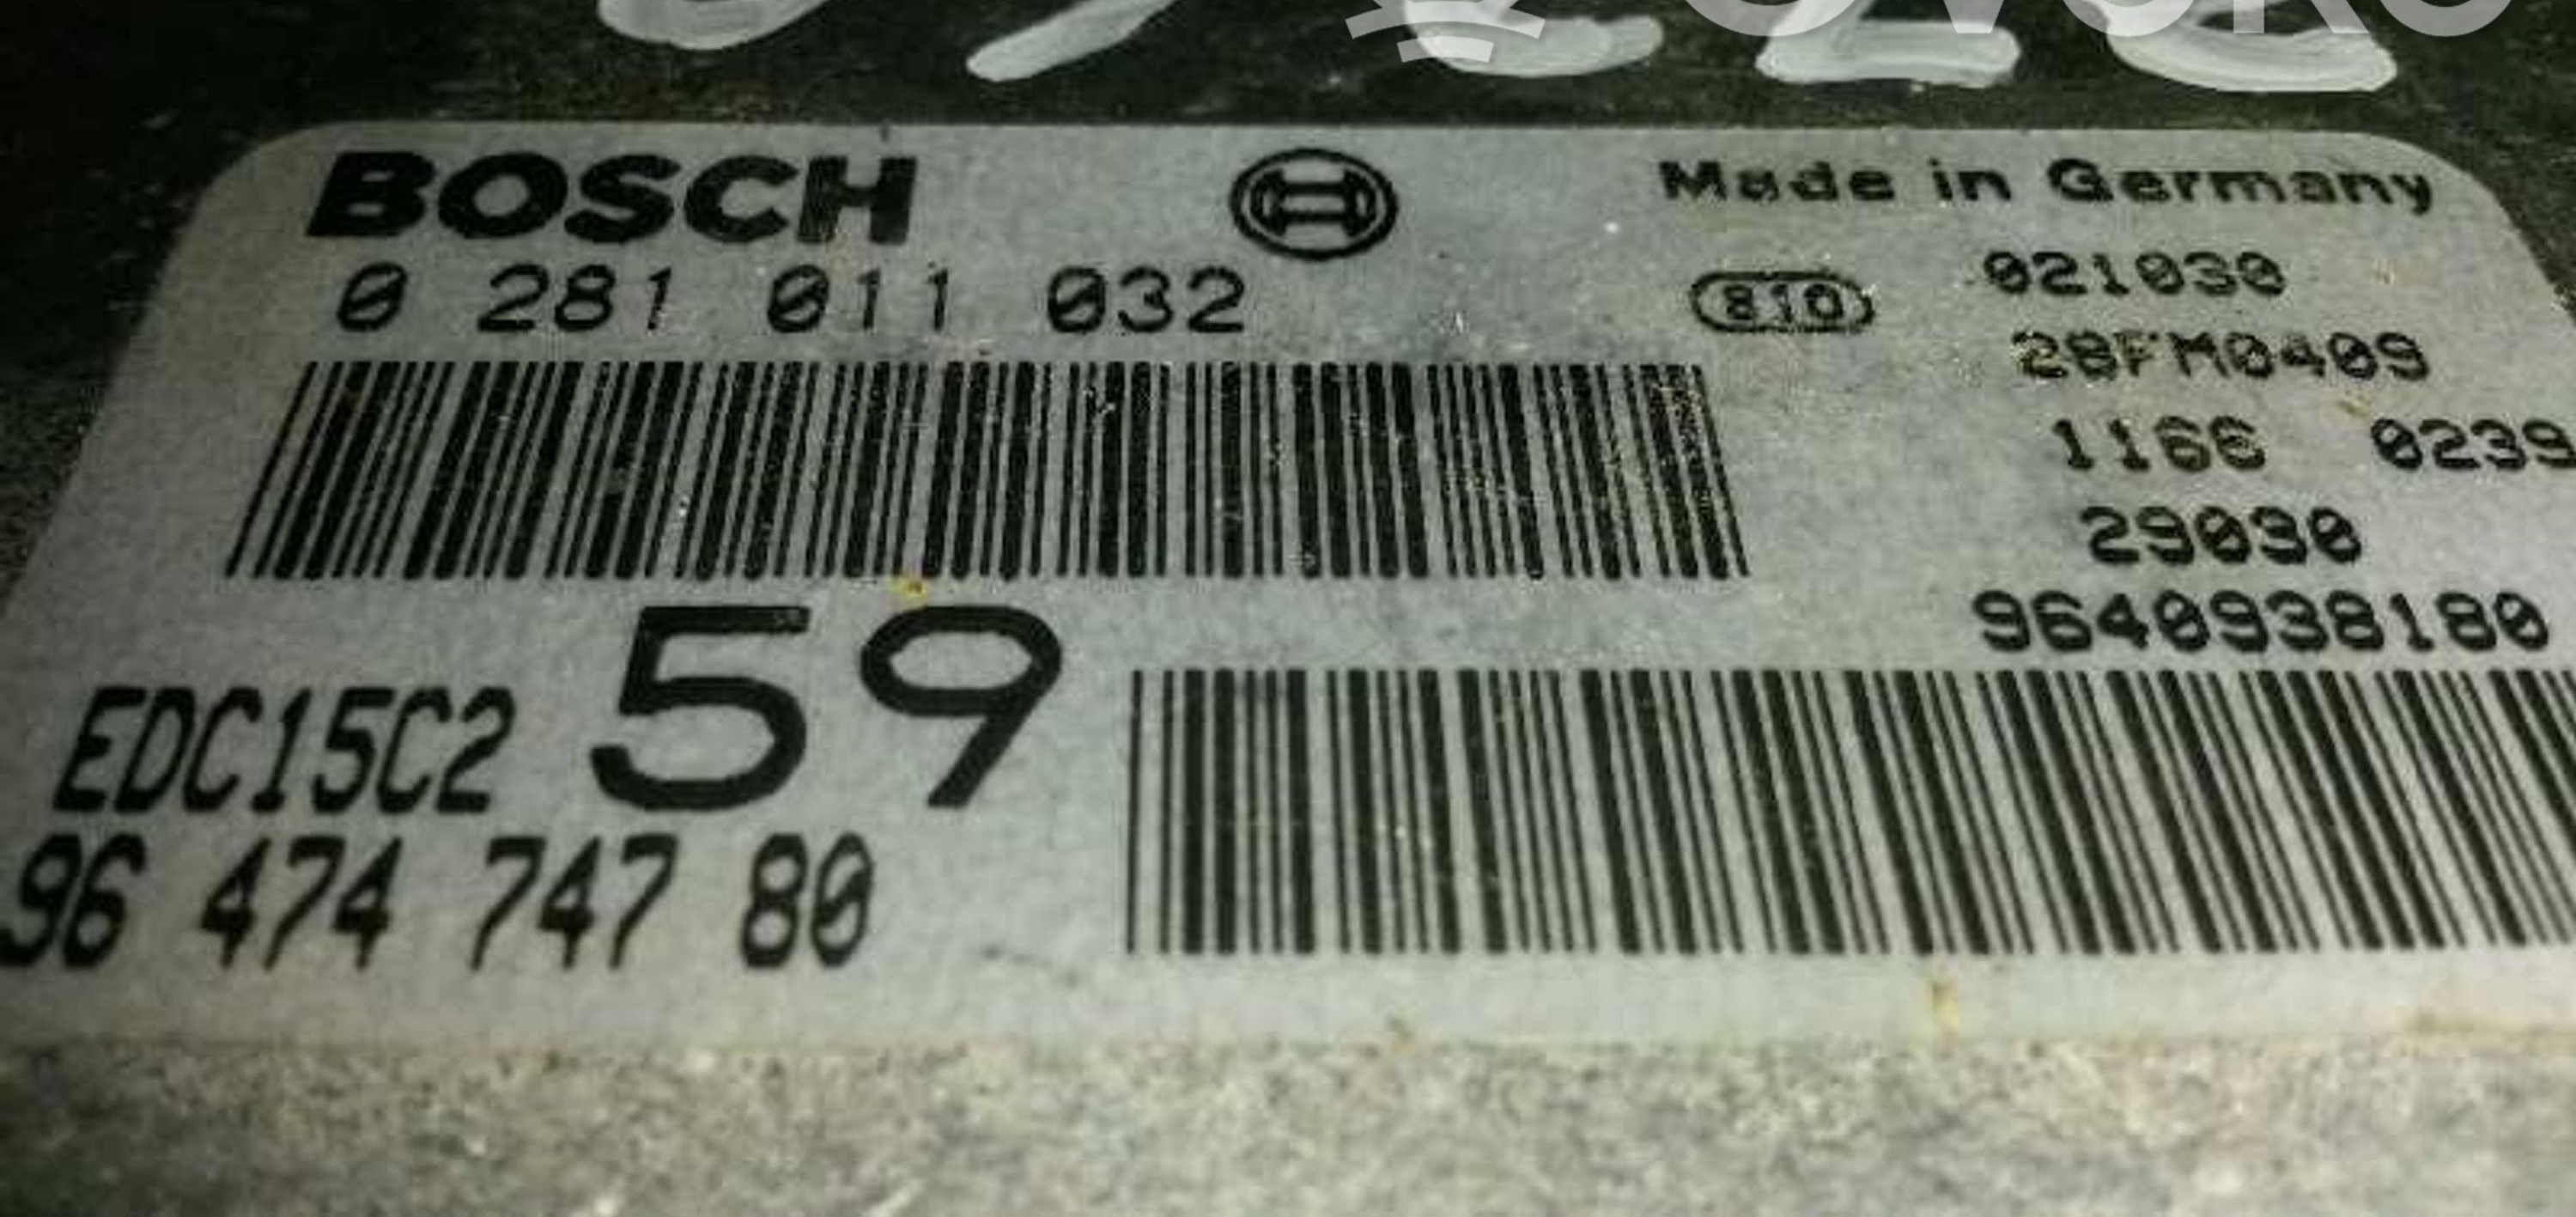 BOSCH
Made in Germany
0 281 011 032
810
021030
28FM0409
1166 0239
29030
9640938180
59
EDC15C2
96 474 747 80